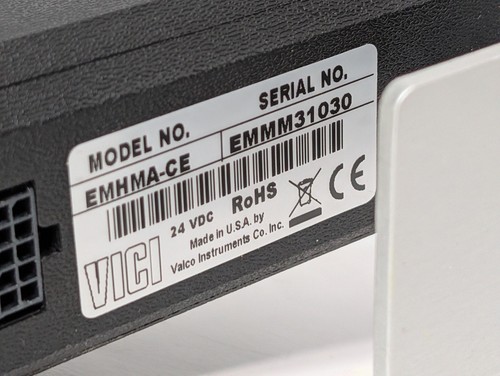 MODEL NO. SERIAL NO.
EMHMA-CE EMMM31030
24 VDC RoHS CE
VICI Made in U.S.A. by
Valco Instruments Co. Inc.